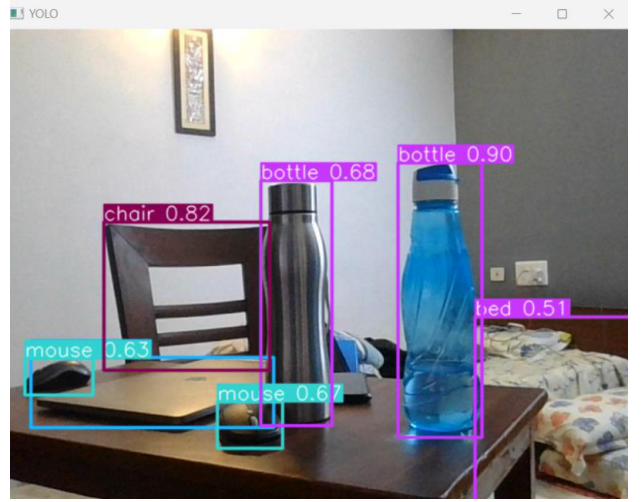 YOLO
bottle 0.90
bottle 0.68
chair 0.82
bed 0.51
mouse 0.63
mouse 0.67